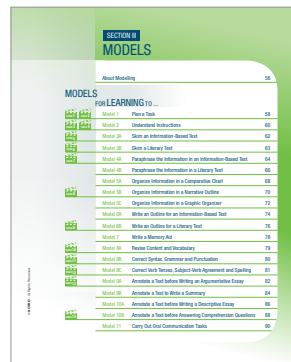 SECTION III
MODELS
About Modelling 56
MODELS
FOR LEARNING TO ...
Model 1 Plan a Task 58
Model 2 Understand Instructions 60
Model 3A Skim an Information-Based Text 62
Model 3B Skim a Literary Text 63
Model 4A Paraphrase the Information in an Information-Based Text 64
Model 4B Paraphrase the Information in a Literary Text 66
Model 5A Organize Information in a Comparative Chart 68
Model 5B Organize Information in a Narrative Outline 70
Model 5C Organize Information in a Graphic Organizer 72
Model 6A Write an Outline for an Information-Based Text 74
Model 6B Write an Outline for a Literary Text 76
Model 7 Write a Memory Aid 78
Model 8A Revise Content and Vocabulary 79
Model 8B Correct Syntax, Grammar and Punctuation 80
Model 8C Correct Verb Tenses, Subject-Verb Agreement and Spelling 81
Model 9A Annotate a Text before Writing an Argumentative Essay 82
Model 9B Annotate a Text to Write a Summary 84
Model 10A Annotate a Text before Writing a Descriptive Essay 86
Model 10B Annotate a Text before Answering Comprehension Questions 88
Model 11 Carry Out Oral Communication Tasks 90